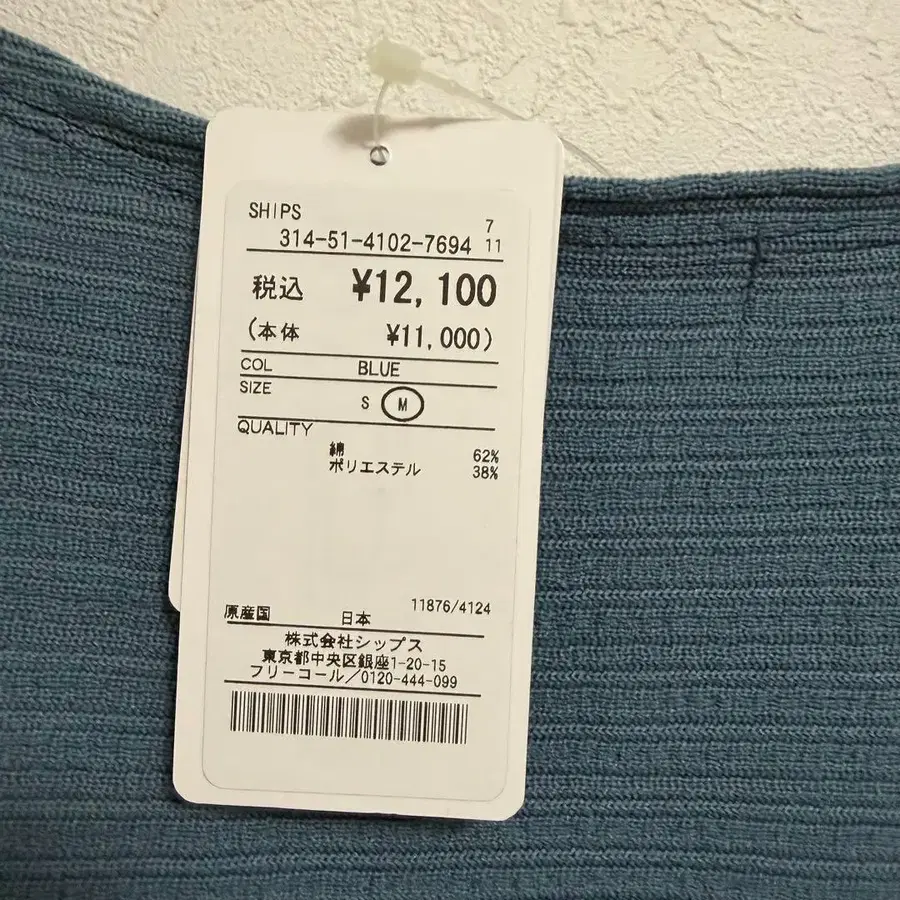 SHIPS
314-51-4102-7694 7
11
税込 ¥12,100
(本体 ¥11,000)
COL BLUE
SIZE
S M
QUALITY
綿 62%
ポリエステル 38%
11876/4124
原産国 日本
株式会社シップス
東京都中央区銀座1-20-15
フリーコール/0120-444-099